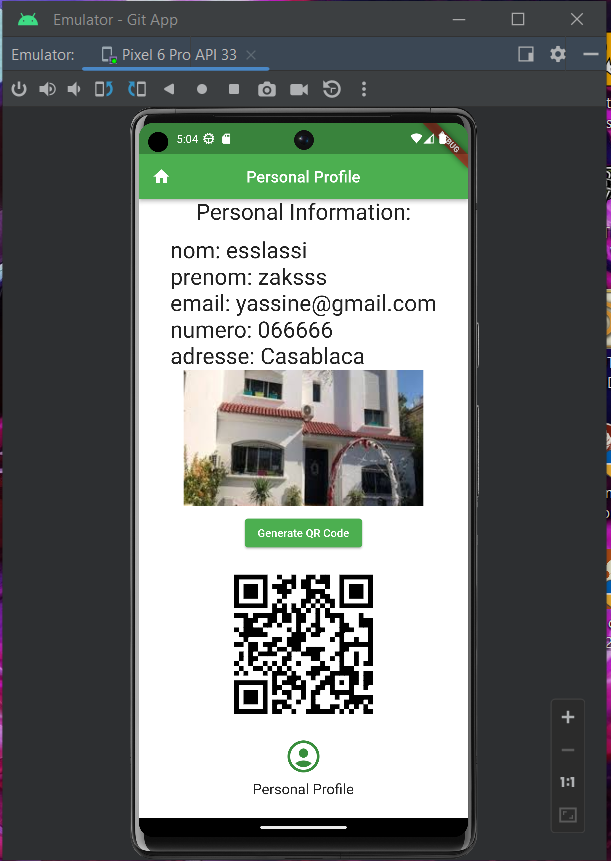 Emulator - Git App
Emulator: Pixel 6 Pro API 33
5:04
Personal Profile
Personal Information:
nom: esslassi
prenom: zaksss
email: yassine@gmail.com
numero: 066666
adresse: Casablaca
Generate QR Code
Personal Profile
1:1